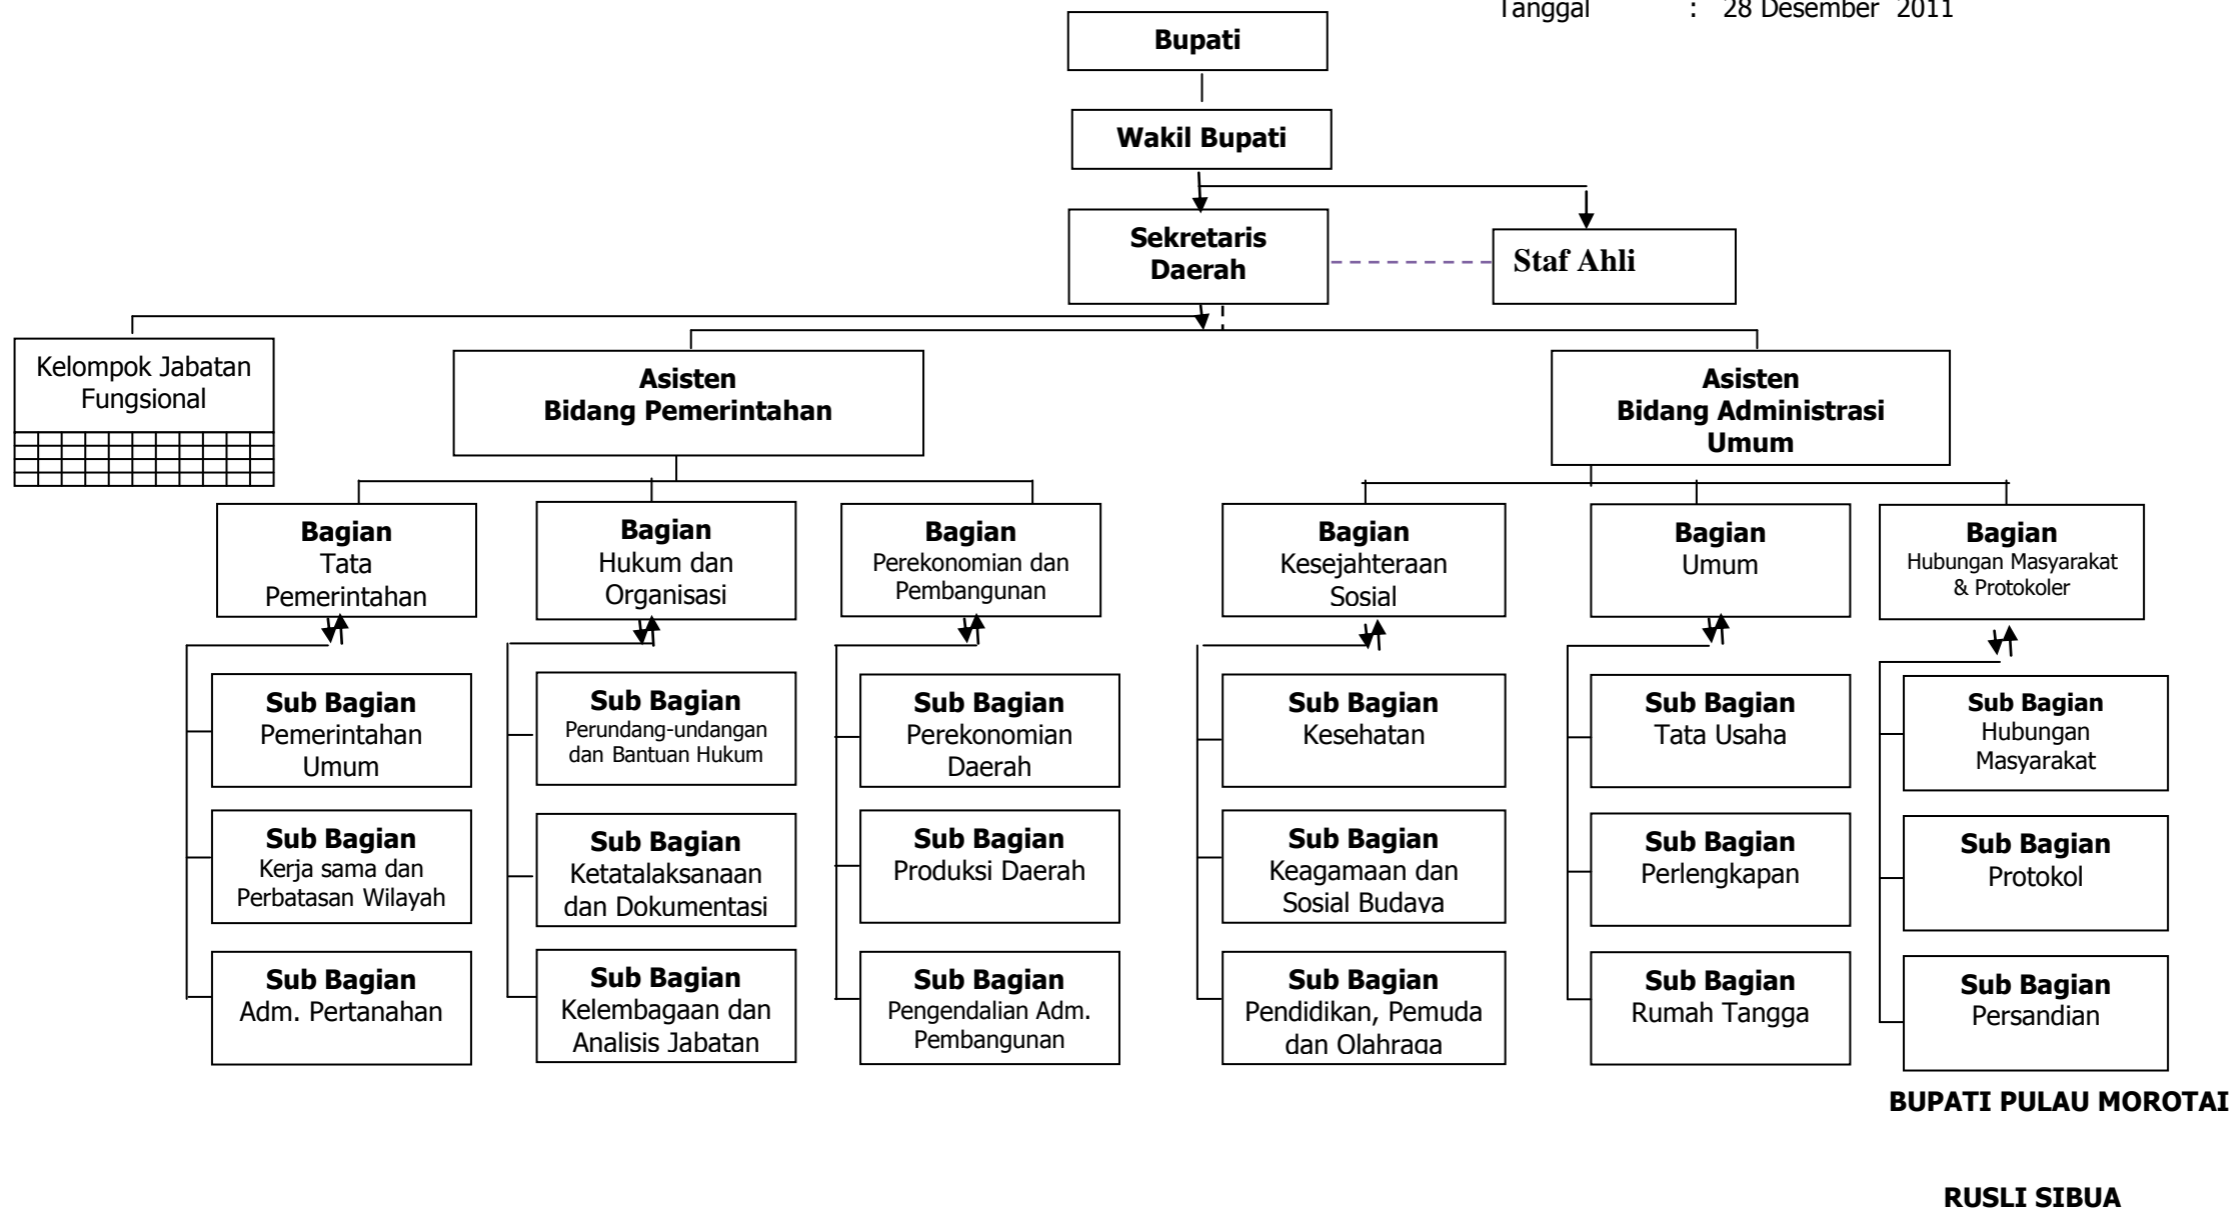 Tanggal : 28 Desember 2011
Bupati
Wakil Bupati
Sekretaris
Daerah
Staf Ahli
Kelompok Jabatan
Fungsional
Asisten
Bidang Pemerintahan
Asisten
Bidang Administrasi
Umum
Bagian
Tata
Pemerintahan
Bagian
Hukum dan
Organisasi
Bagian
Perekonomian dan
Pembangunan
Bagian
Kesejahteraan
Sosial
Bagian
Umum
Bagian
Hubungan Masyarakat
& Protokoler
Sub Bagian
Pemerintahan
Umum
Sub Bagian
Perundang-undangan
dan Bantuan Hukum
Sub Bagian
Perekonomian
Daerah
Sub Bagian
Kesehatan
Sub Bagian
Tata Usaha
Sub Bagian
Hubungan
Masyarakat
Sub Bagian
Kerja sama dan
Perbatasan Wilayah
Sub Bagian
Ketatalaksanaan
dan Dokumentasi
Sub Bagian
Produksi Daerah
Sub Bagian
Keagamaan dan
Sosial Budaya
Sub Bagian
Perlengkapan
Sub Bagian
Protokol
Sub Bagian
Adm. Pertanahan
Sub Bagian
Kelembagaan dan
Analisis Jabatan
Sub Bagian
Pengendalian Adm.
Pembangunan
Sub Bagian
Pendidikan, Pemuda
dan Olahraga
Sub Bagian
Rumah Tangga
Sub Bagian
Persandian
BUPATI PULAU MOROTAI
RUSLI SIBUA